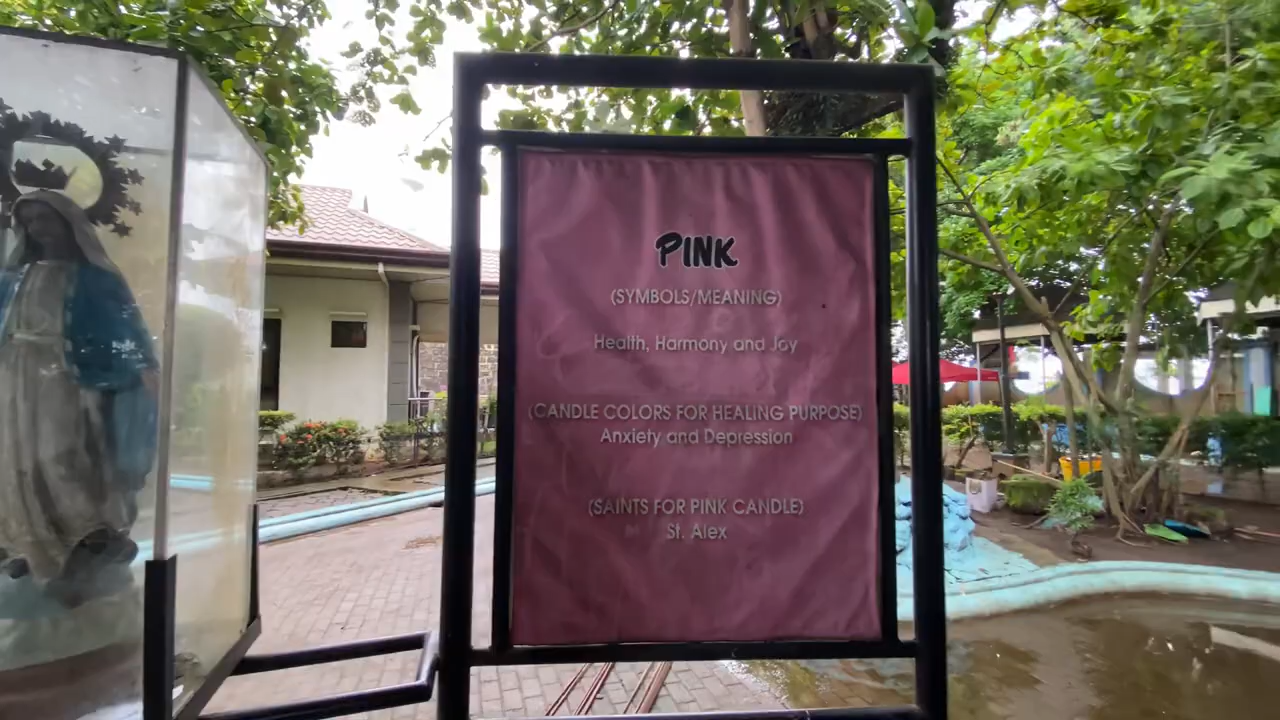 PINK
(SYMBOLS/MEANING)
Health, Harmony and Joy
(CANDLE COLORS FOR HEALING PURPOSE)
Anxiety and Depression
(SAINTS FOR PINK CANDLE)
St. Alex